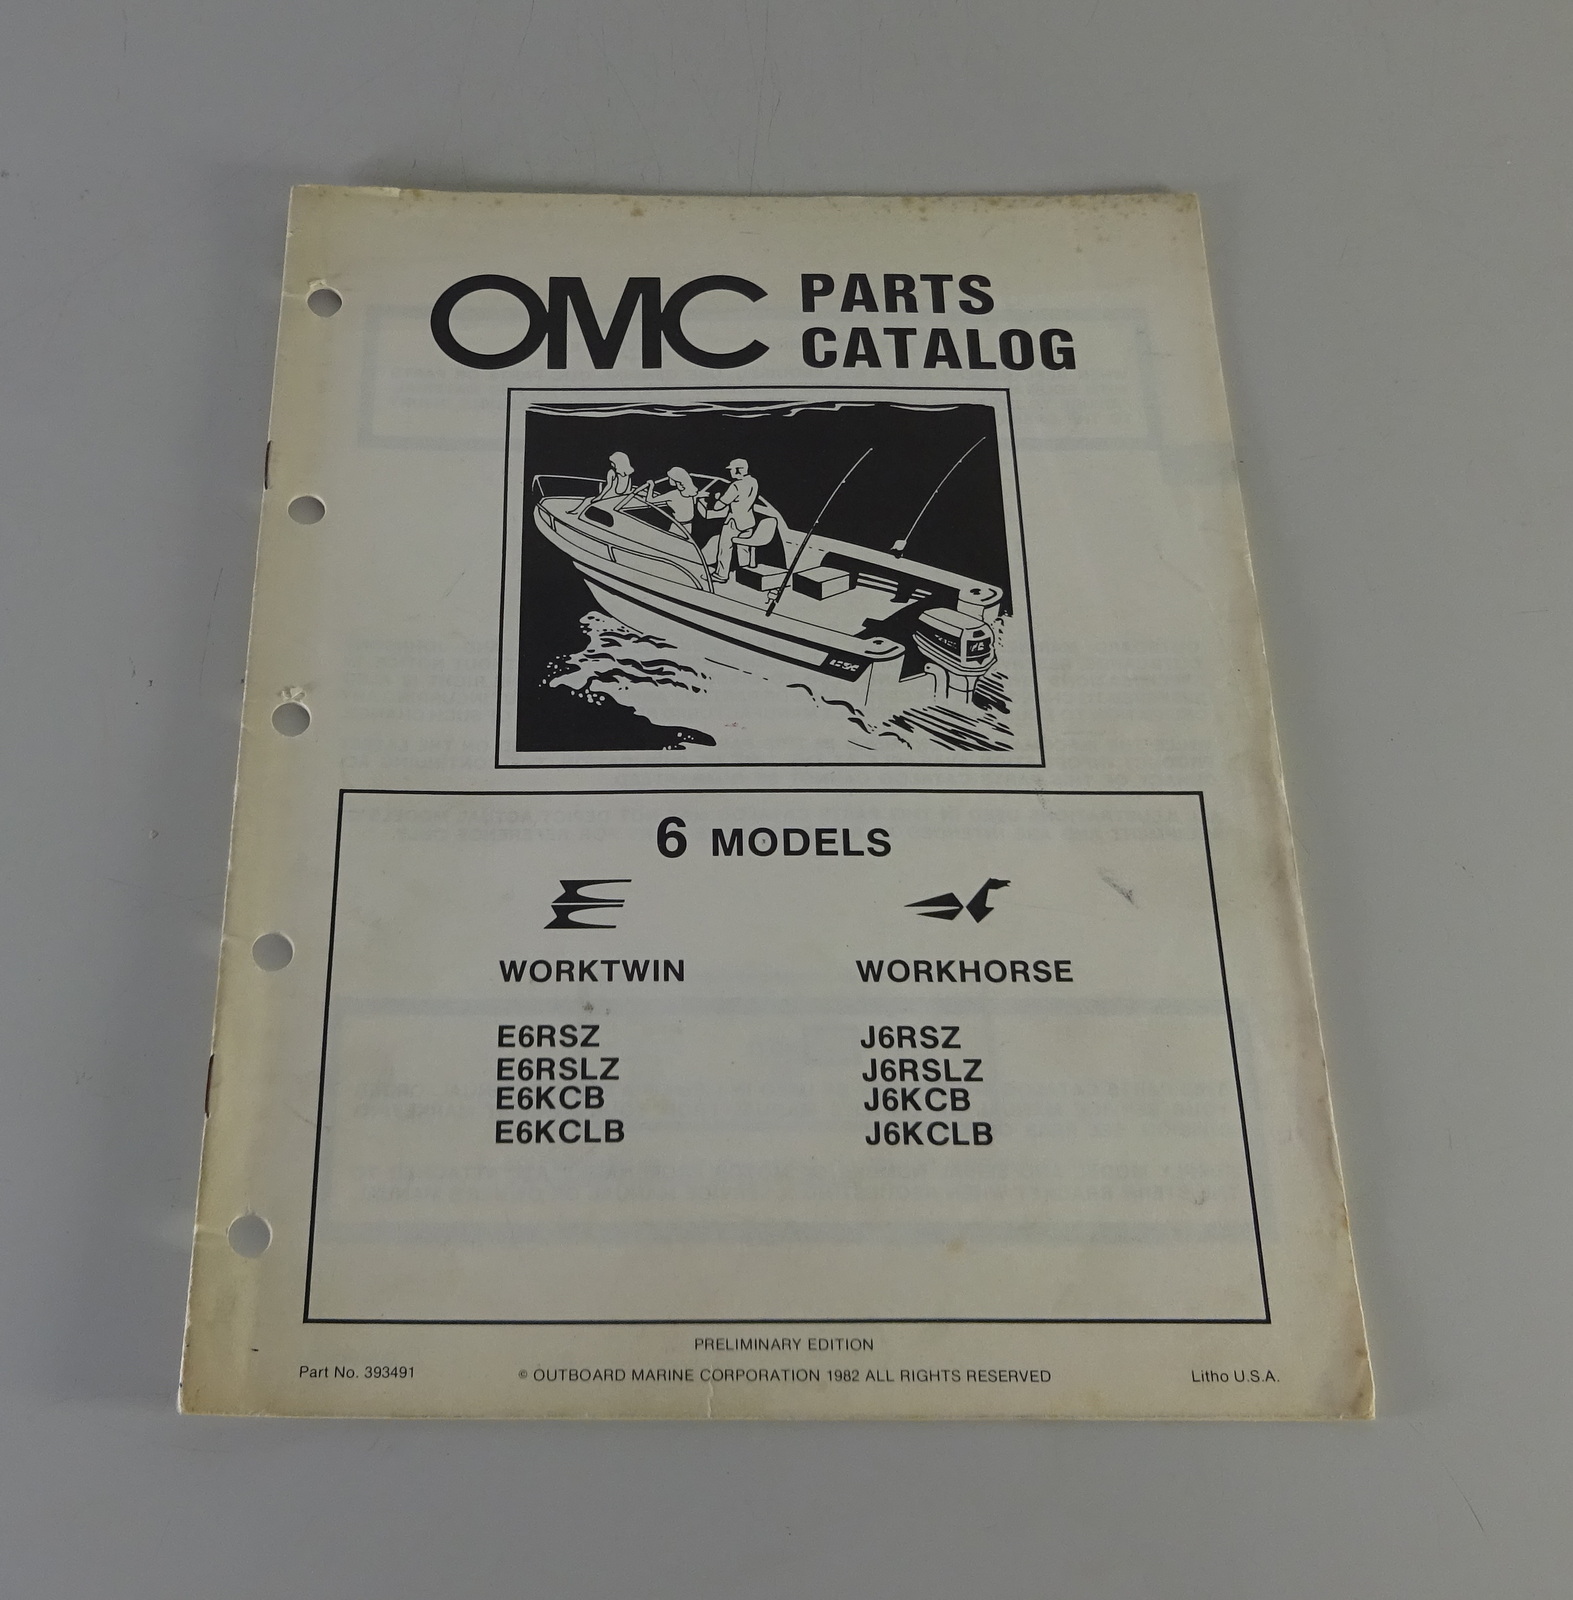 OMC PARTS CATALOG
6 MODELS
WORKTWIN
E6RSZ
E6RSLZ
E6KCB
E6KCLB
WORKHORSE
J6RSZ
J6RSLZ
J6KCB
J6KCLB
PRELIMINARY EDITION
Part No. 393491
© OUTBOARD MARINE CORPORATION 1982 ALL RIGHTS RESERVED
Litho U.S.A.